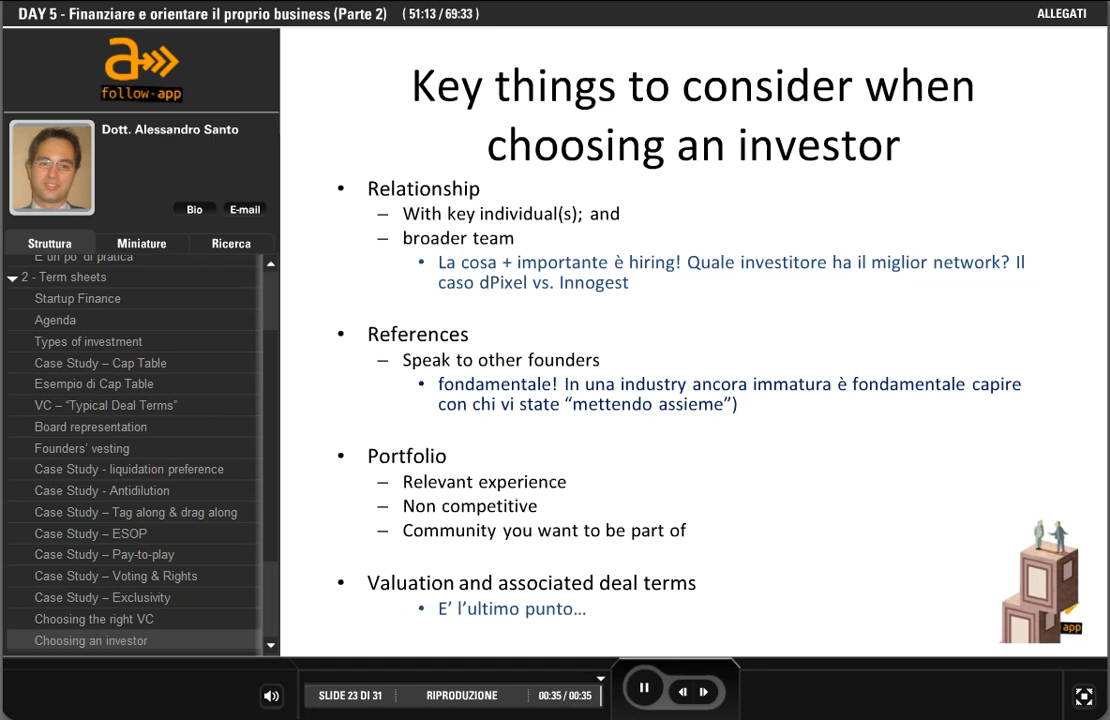 DAY 5 - Finanziare e orientare il proprio business (Parte 2) ( 51:13 / 69:33 )
ALLEGATI
a
follow-app
Dott. Alessandro Santo
Bio
E-mail
Struttura
Miniature
Ricerca
E un po' di pratica
2 - Term sheets
Startup Finance
Agenda
Types of investment
Case Study – Cap Table
Esempio di Cap Table
VC – “Typical Deal Terms”
Board representation
Founders’ vesting
Case Study - liquidation preference
Case Study - Antidilution
Case Study – Tag along & drag along
Case Study – ESOP
Case Study – Pay-to-play
Case Study – Voting & Rights
Case Study – Exclusivity
Choosing the right VC
Choosing an investor
Key things to consider when
choosing an investor
• Relationship
– With key individual(s); and
– broader team
• La cosa + importante è hiring! Quale investitore ha il miglior network? Il
caso dPixel vs. Innogest
• References
– Speak to other founders
• fondamentale! In una industry ancora immatura è fondamentale capire
con chi vi state “mettendo assieme”)
• Portfolio
– Relevant experience
– Non competitive
– Community you want to be part of
• Valuation and associated deal terms
• E’ l’ultimo punto…
app
SLIDE 23 DI 31
RIPRODUZIONE
00:35 / 00:35